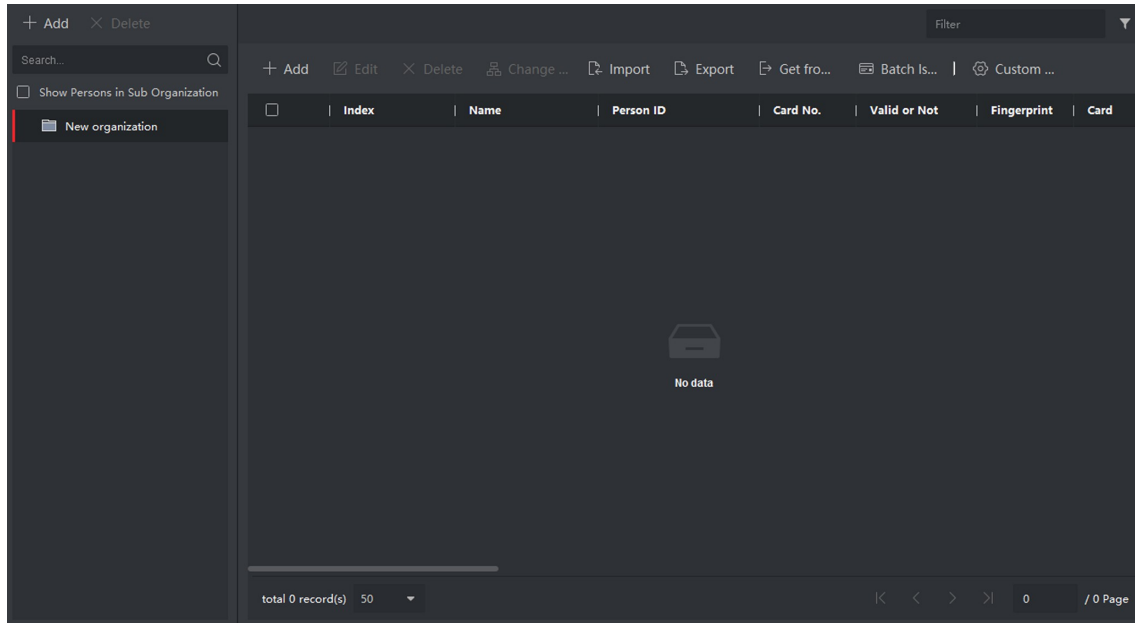 Add Delete
Filter
Search...
Add Edit Delete Change ... Import Export Get fro... Batch Is... Custom ...
Show Persons in Sub Organization
Index Name Person ID Card No. Valid or Not Fingerprint Card
New organization
No data
total 0 record(s) 50 0 / 0 Page